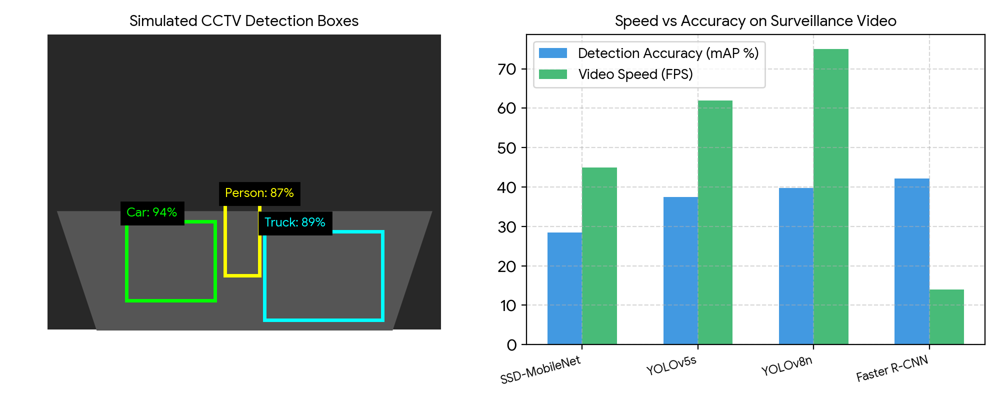 Simulated CCTV Detection Boxes
Person: 87%
Car: 94%
Truck: 89%
Speed vs Accuracy on Surveillance Video
Detection Accuracy (mAP %)
Video Speed (FPS)
70
60
50
40
30
20
10
0
SSD-MobileNet
YOLOv5s
YOLOv8n
Faster R-CNN